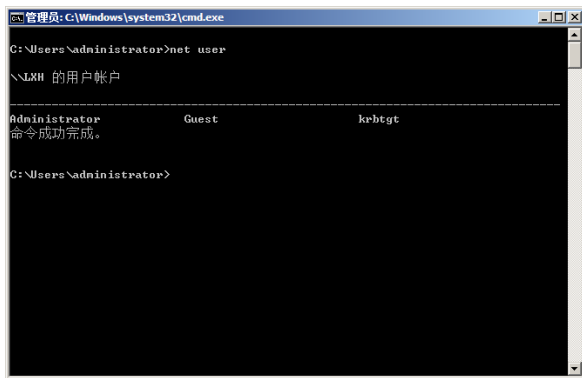 管理员: C:\Windows\system32\cmd.exe
C:\Users\administrator>net user
\\LXH 的用户帐户
-------------------------------------------------------------------------------
Administrator            Guest                    krbtgt
命令成功完成。
C:\Users\administrator>